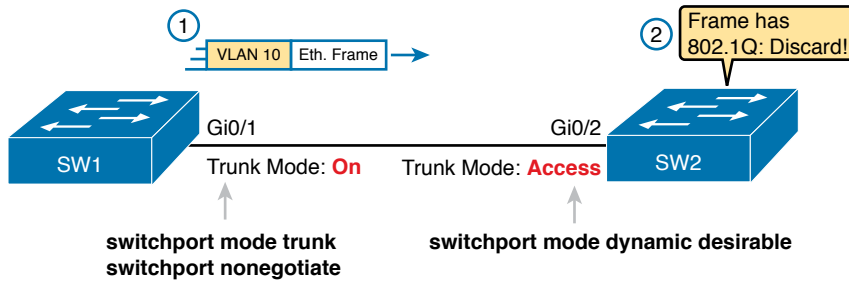 1
VLAN 10 Eth. Frame
2
Frame has
802.1Q: Discard!
SW1
Gi0/1
Gi0/2
SW2
Trunk Mode: On
Trunk Mode: Access
switchport mode trunk
switchport nonegotiate
switchport mode dynamic desirable